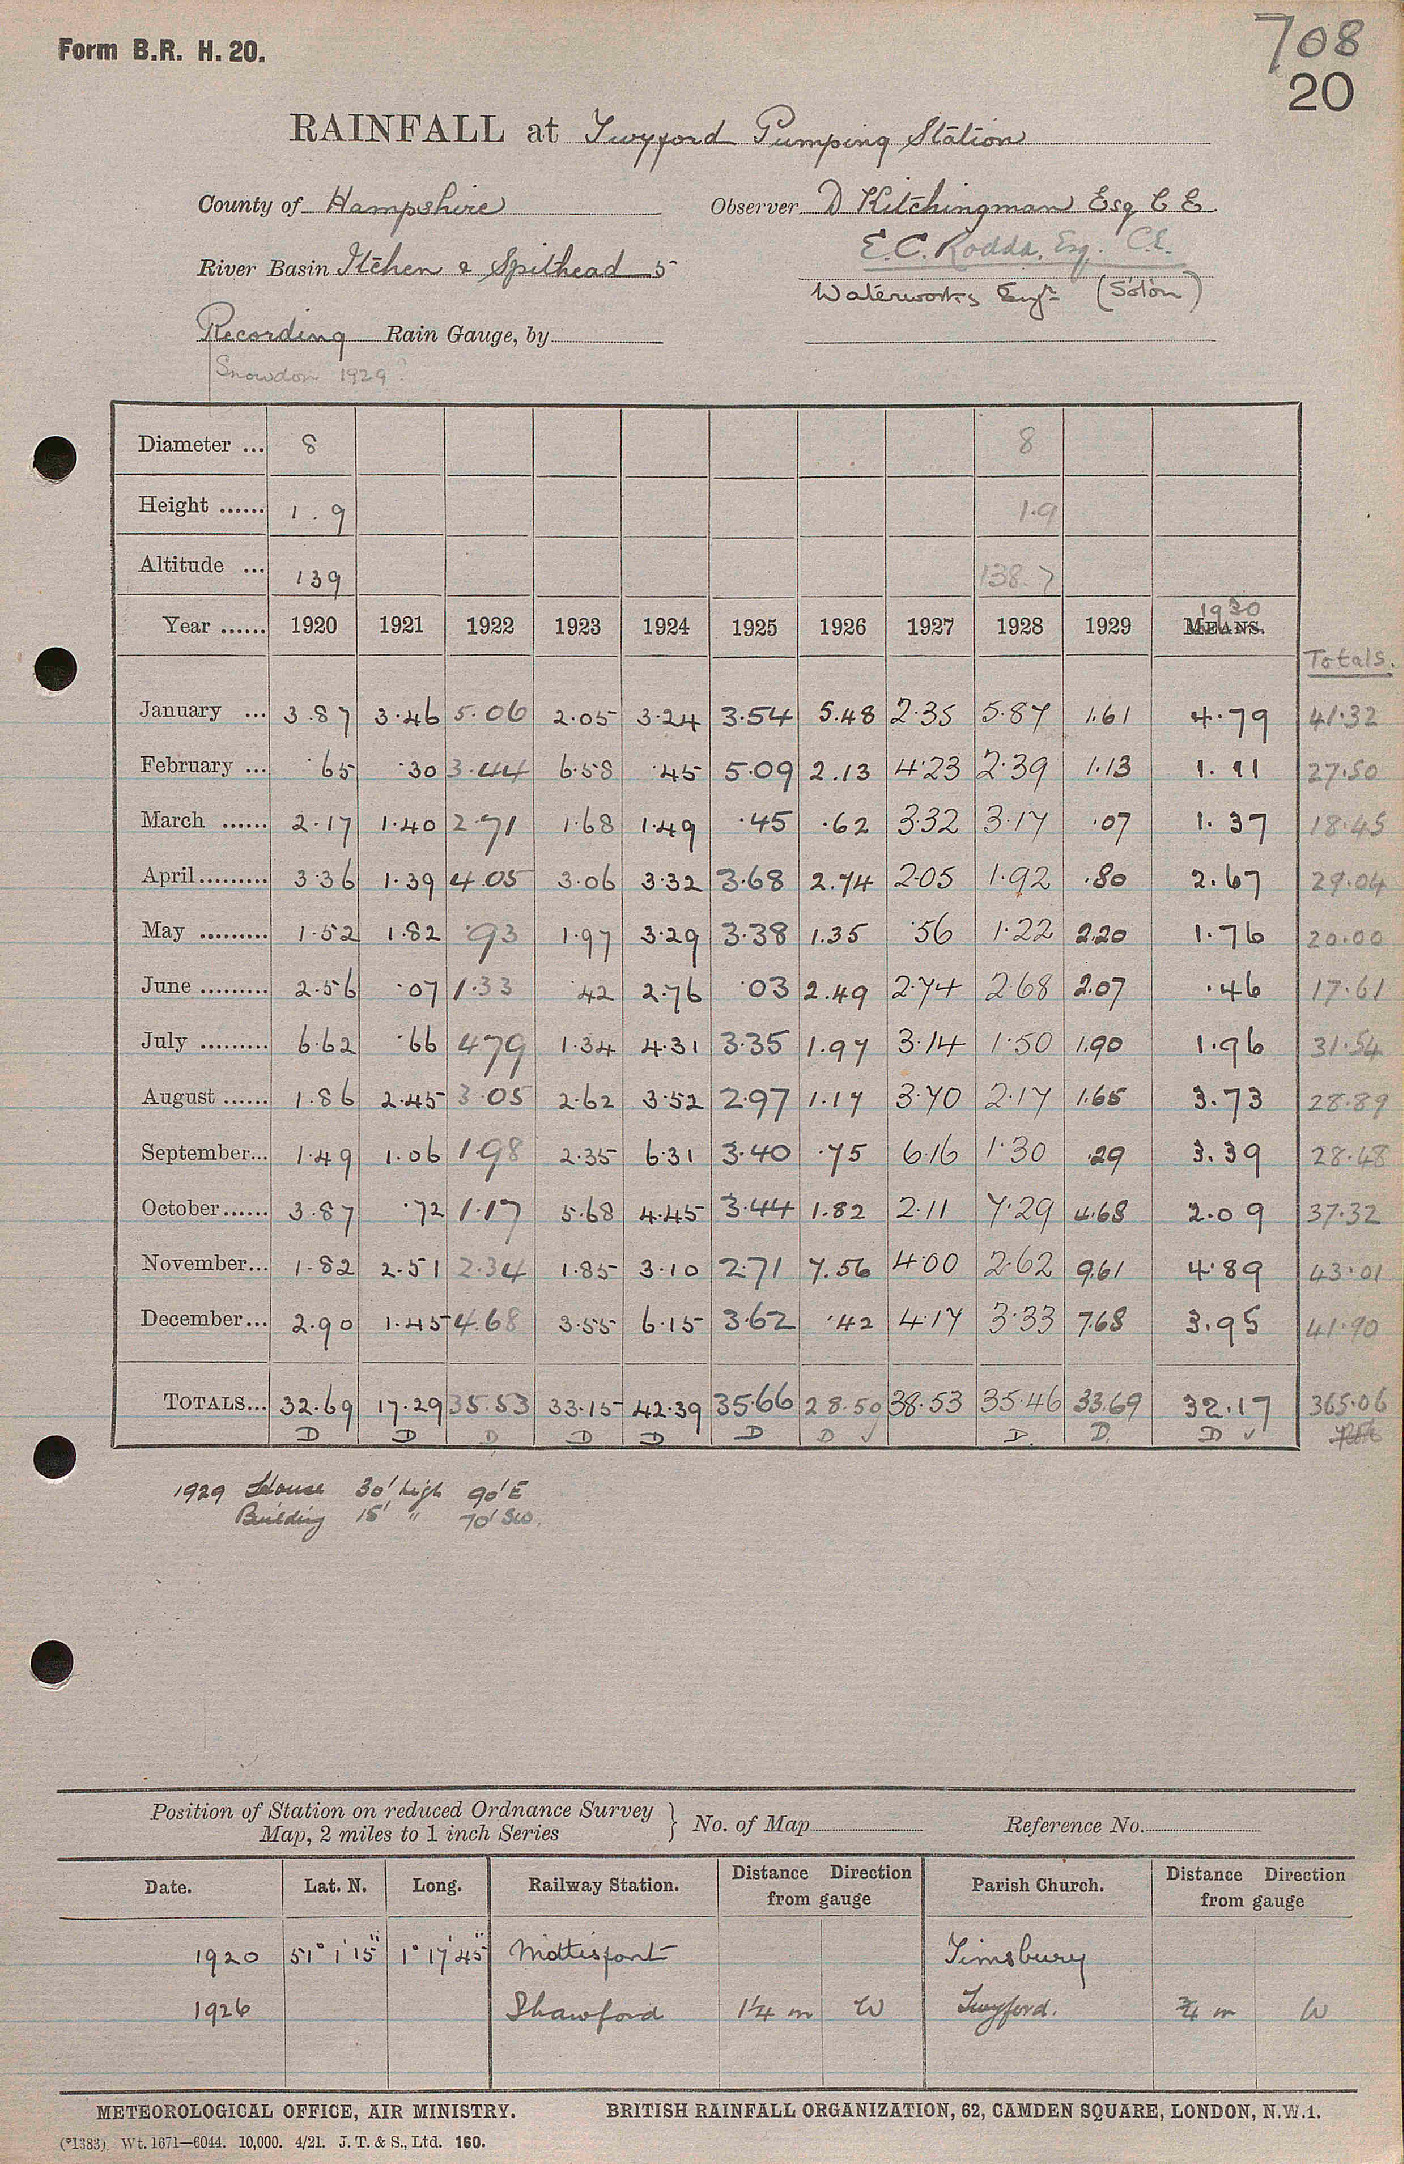 Form B.R. H. 20.
708
20
RAINFALL at Twyford Pumping Station
County of Hampshire Observer D Kitchingman Esq C E
E.C. Rodda, Esq. C.E.
River Basin Itchen & Spithead 5
Waterworks Engr (S'ton)
Recording Rain Gauge, by
Snowdon 1929?
Diameter ... 8 8
Height ...... 1.9 1.9
Altitude ... 139 138.7
1930
Year ...... 1920 1921 1922 1923 1924 1925 1926 1927 1928 1929 MEANS.
Totals.
January ... 3.87 3.46 5.06 2.05 3.24 3.54 5.48 2.35 5.87 1.61 4.79 41.32
February ... .65 .30 3.44 6.58 .45 5.09 2.13 4.23 2.39 1.13 1.11 27.50
March ...... 2.17 1.40 2.71 1.68 1.49 .45 .62 3.32 3.17 .07 1.37 18.45
April ......... 3.36 1.39 4.05 3.06 3.32 3.68 2.74 2.05 1.92 .80 2.67 29.04
May ......... 1.52 1.82 .93 1.97 3.29 3.38 1.35 .56 1.22 2.20 1.76 20.00
June ......... 2.56 .07 1.33 .42 2.76 .03 2.49 2.74 2.68 2.07 .46 17.61
July ......... 6.62 .66 4.79 1.34 4.31 3.35 1.97 3.14 1.50 1.90 1.96 31.54
August ...... 1.86 2.45 3.05 2.62 3.52 2.97 1.17 3.70 2.17 1.65 3.73 28.89
September... 1.49 1.06 1.98 2.35 6.31 3.40 .75 6.16 1.30 .29 3.39 28.48
October...... 3.87 .72 1.17 5.68 4.45 3.44 1.82 2.11 7.29 4.68 2.09 37.32
November... 1.82 2.51 2.34 1.85 3.10 2.71 7.56 4.00 2.62 9.61 4.89 43.01
December... 2.90 1.45 4.68 3.55 6.15 3.62 .42 4.17 3.33 7.68 3.95 41.90
TOTALS... 32.69 17.29 35.53 33.15 42.39 35.66 28.50 38.53 35.46 33.69 32.17 365.06
D D D D D D D ✓ D. D. D ✓
1929 House 30' high 90' E
Building 15' " 70' SW.
Position of Station on reduced Ordnance Survey
Map, 2 miles to 1 inch Series } No. of Map Reference No.
Date. Lat. N. Long. Railway Station. Distance Direction from gauge Parish Church. Distance Direction from gauge
1920 51° 1' 15" 1° 17' 45" Mottisfont Timsbury
1926 Shawford 1¼ m W Twyford. ¾ m W
METEOROLOGICAL OFFICE, AIR MINISTRY. BRITISH RAINFALL ORGANIZATION, 62, CAMDEN SQUARE, LONDON, N.W.1.
(*1383) Wt. 1671—6044. 10,000. 4/21. J. T. & S., Ltd. 160.